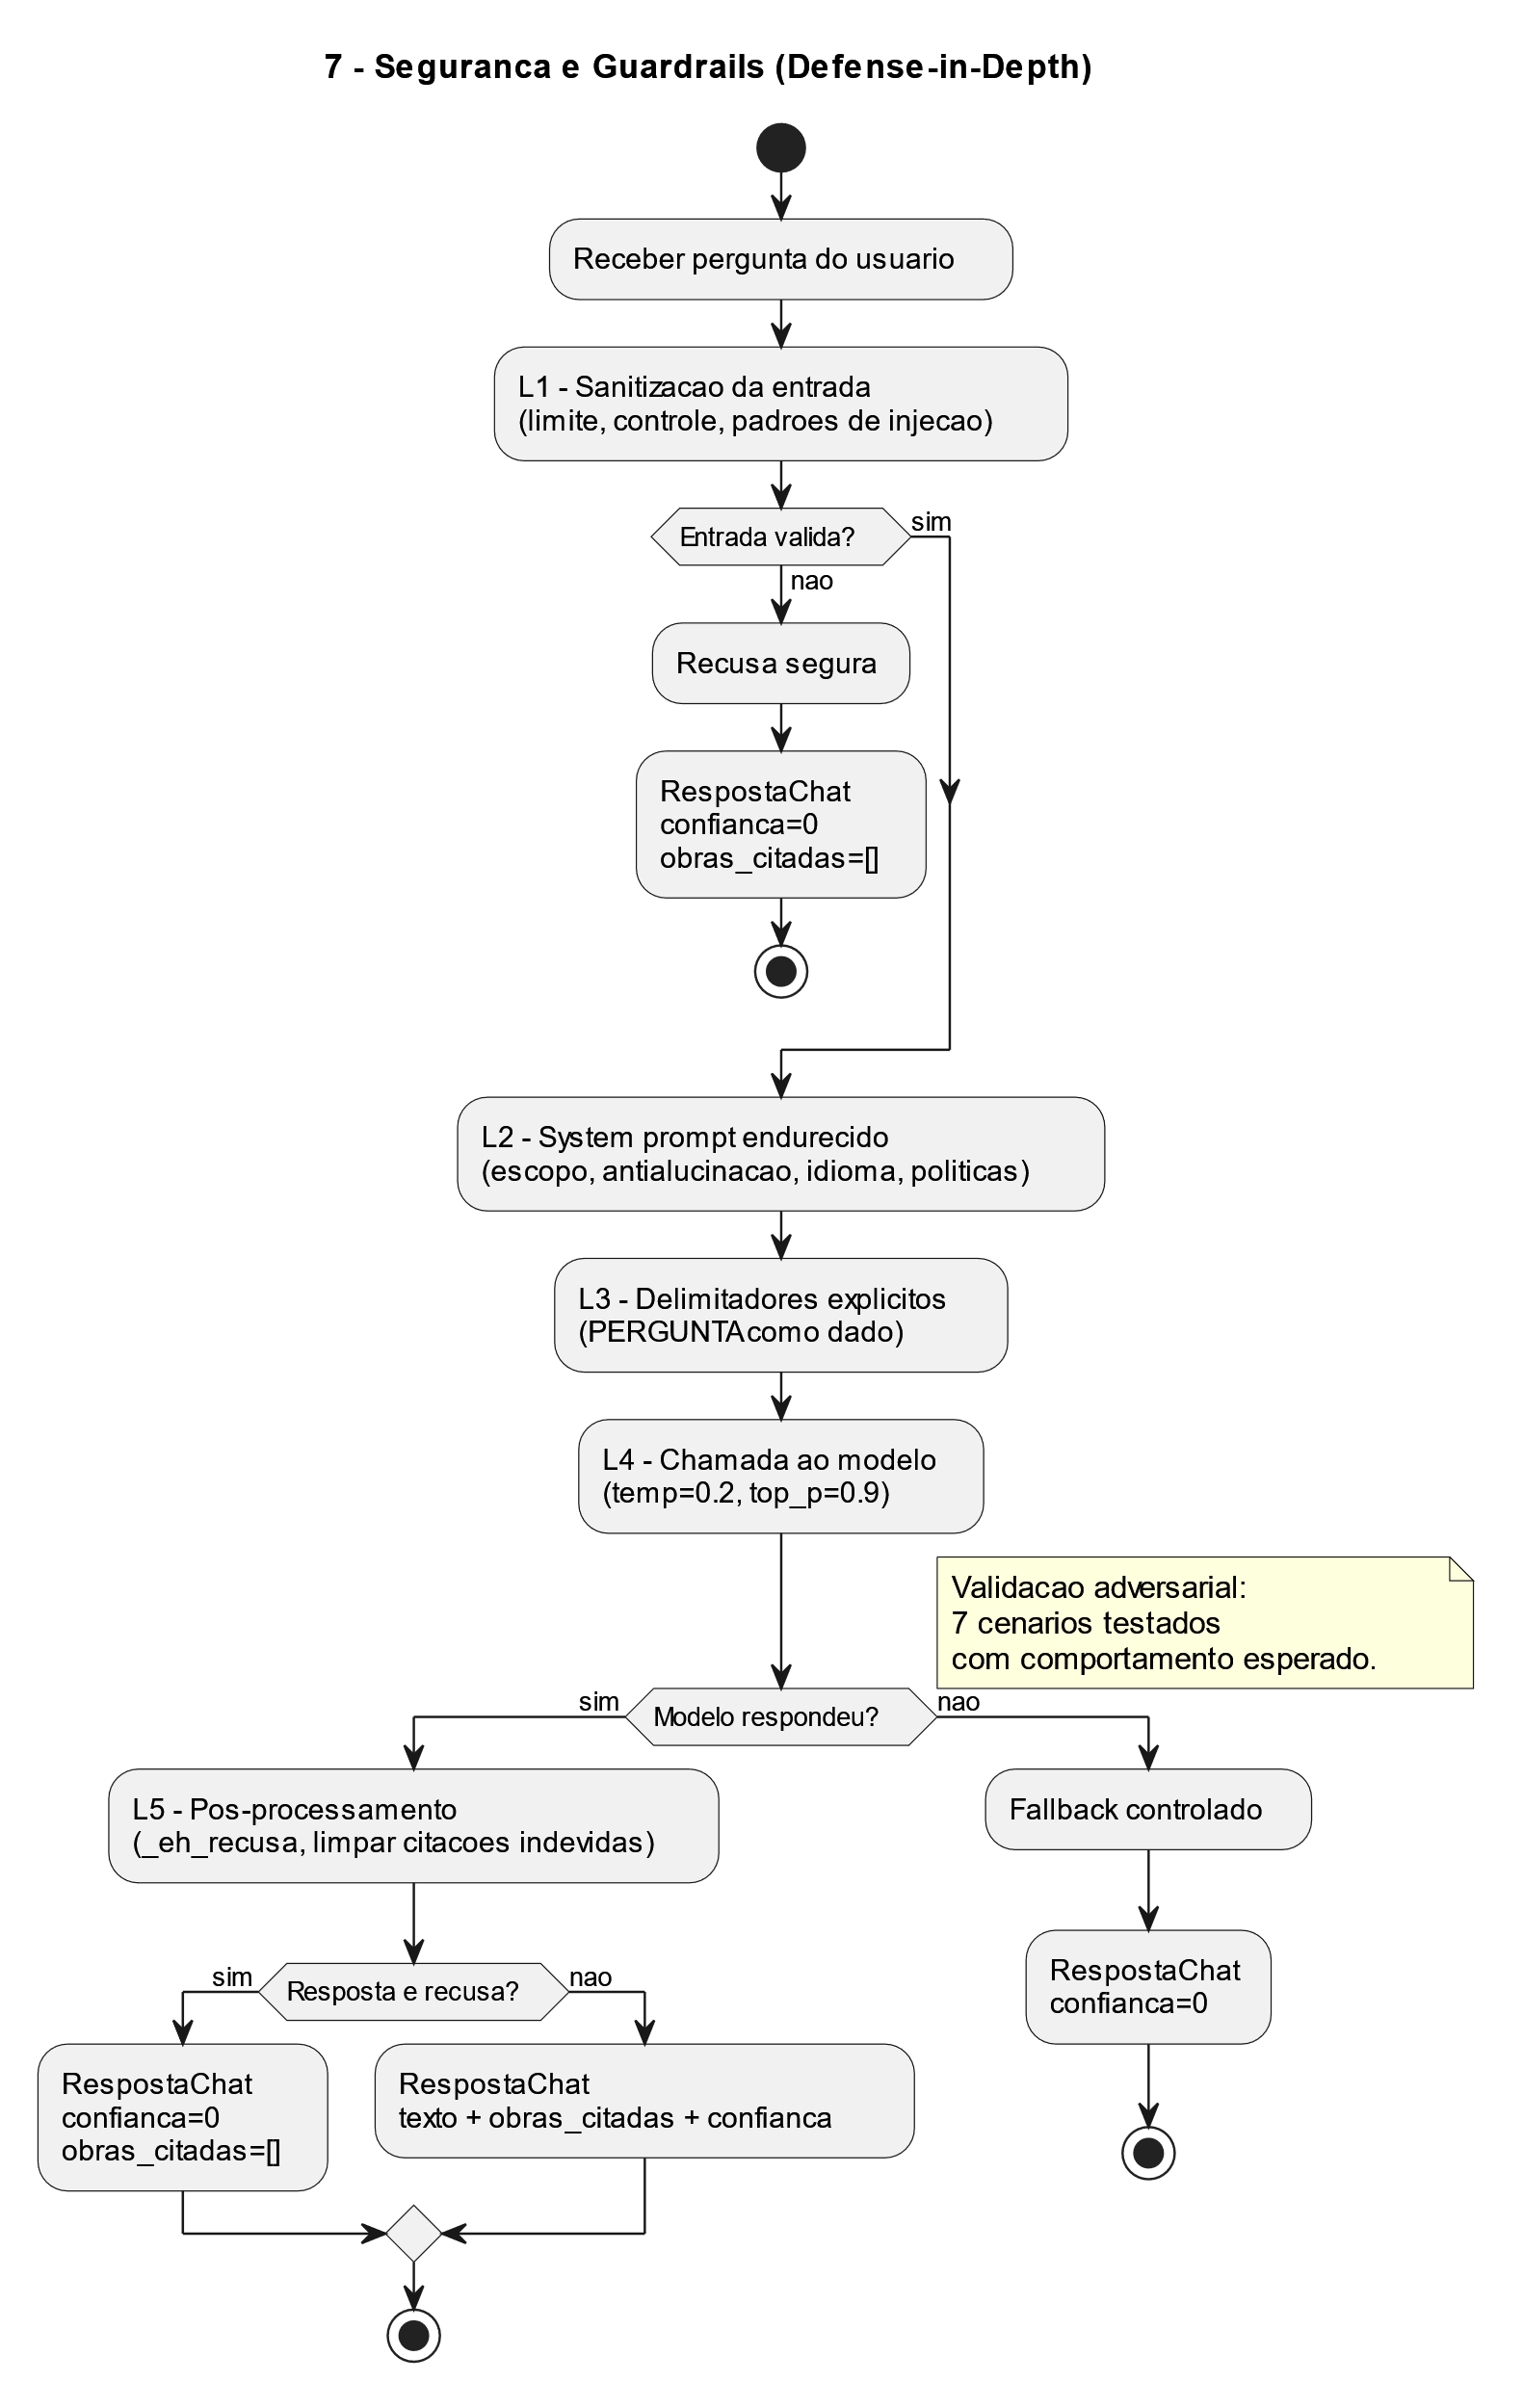 7 - Seguranca e Guardrails (Defense-in-Depth)
Receber pergunta do usuario
L1 - Sanitizacao da entrada
(limite, controle, padroes de injecao)
Entrada valida?
sim
nao
Recusa segura
RespostaChat
confianca=0
obras_citadas=[]
L2 - System prompt endurecido
(escopo, antialucinacao, idioma, politicas)
L3 - Delimitadores explicitos
(PERGUNTA como dado)
L4 - Chamada ao modelo
(temp=0.2, top_p=0.9)
Validacao adversarial:
7 cenarios testados
com comportamento esperado.
sim
Modelo respondeu?
nao
L5 - Pos-processamento
(_eh_recusa, limpar citacoes indevidas)
Fallback controlado
sim
Resposta e recusa?
nao
RespostaChat
confianca=0
RespostaChat
confianca=0
obras_citadas=[]
RespostaChat
texto + obras_citadas + confianca